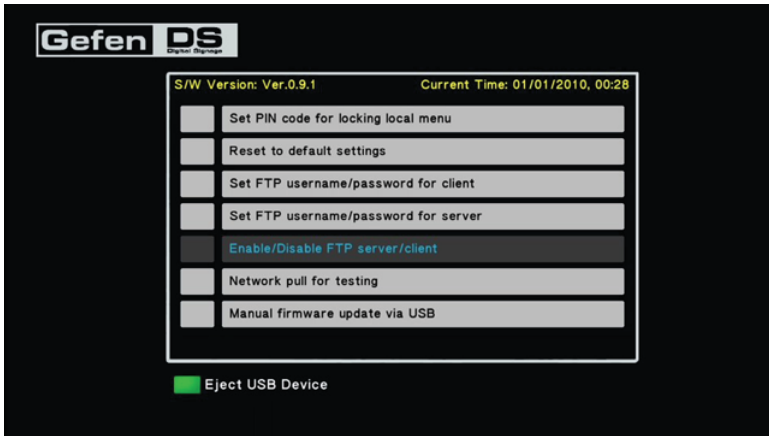 Gefen DS
Digital Signage
S/W Version: Ver.0.9.1 Current Time: 01/01/2010, 00:28
Set PIN code for locking local menu
Reset to default settings
Set FTP username/password for client
Set FTP username/password for server
Enable/Disable FTP server/client
Network pull for testing
Manual firmware update via USB
Eject USB Device